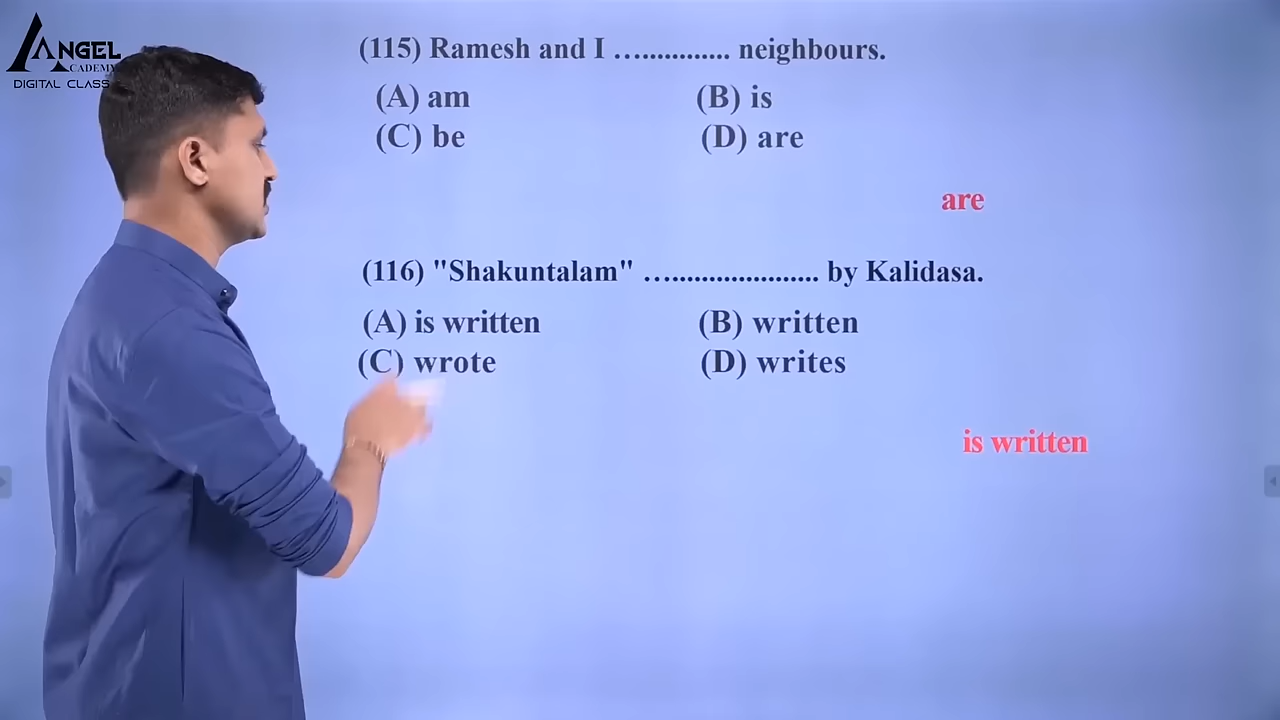 ANGEL
ACADEMY
DIGITAL CLASS
(115) Ramesh and I ….............. neighbours.
(A) am (B) is
(C) be (D) are
are
(116) "Shakuntalam" …...................... by Kalidasa.
(A) is written (B) written
(C) wrote (D) writes
is written